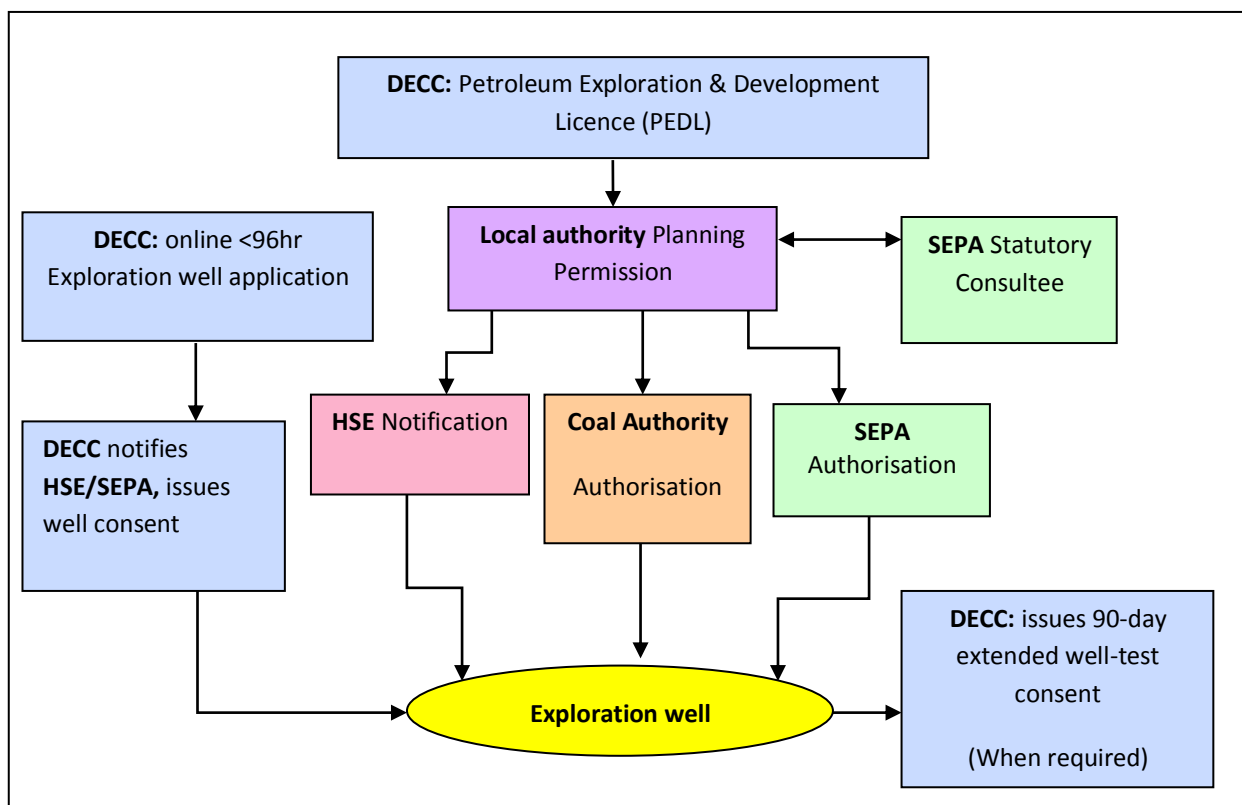 DECC: Petroleum Exploration & Development
Licence (PEDL)
DECC: online <96hr
Exploration well application
Local authority Planning
Permission
SEPA Statutory
Consultee
DECC notifies
HSE/SEPA, issues
well consent
HSE Notification
Coal Authority
Authorisation
SEPA
Authorisation
Exploration well
DECC: issues 90-day
extended well-test
consent
(When required)